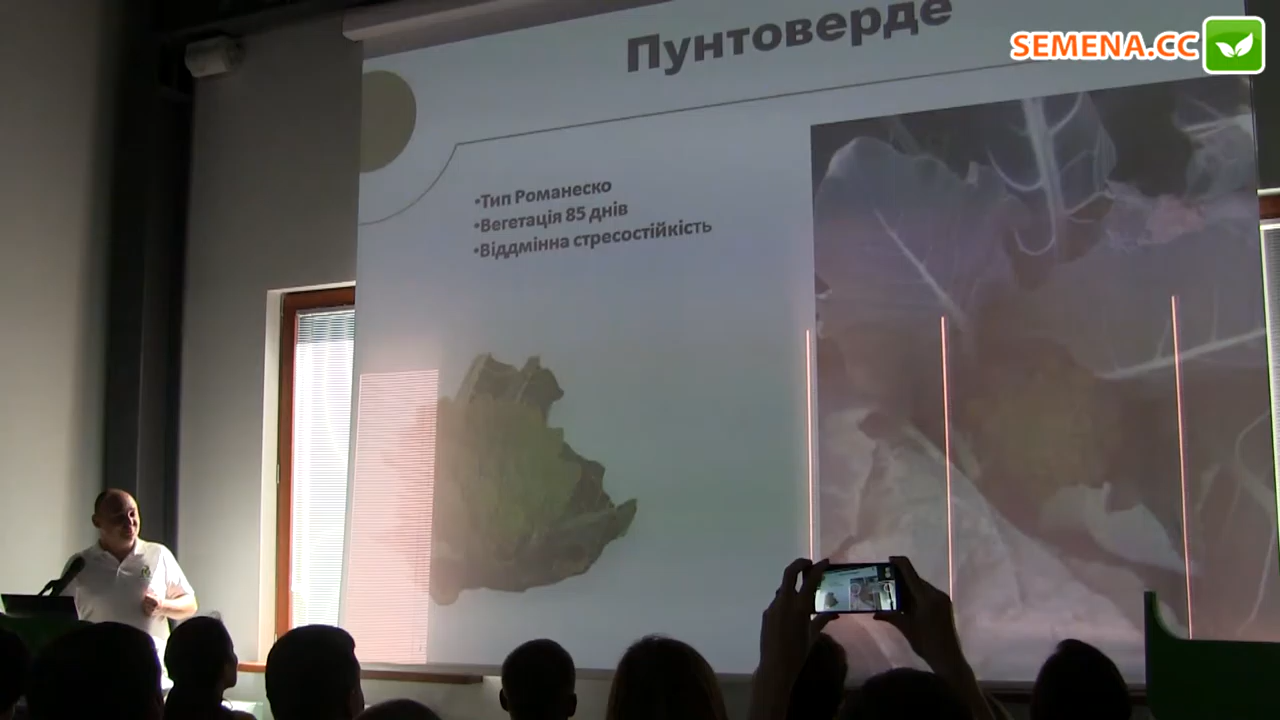 Пунтоверде
SEMENA.CC
•Тип Романеско
•Вегетація 85 днів
•Віддмінна стресостійкість